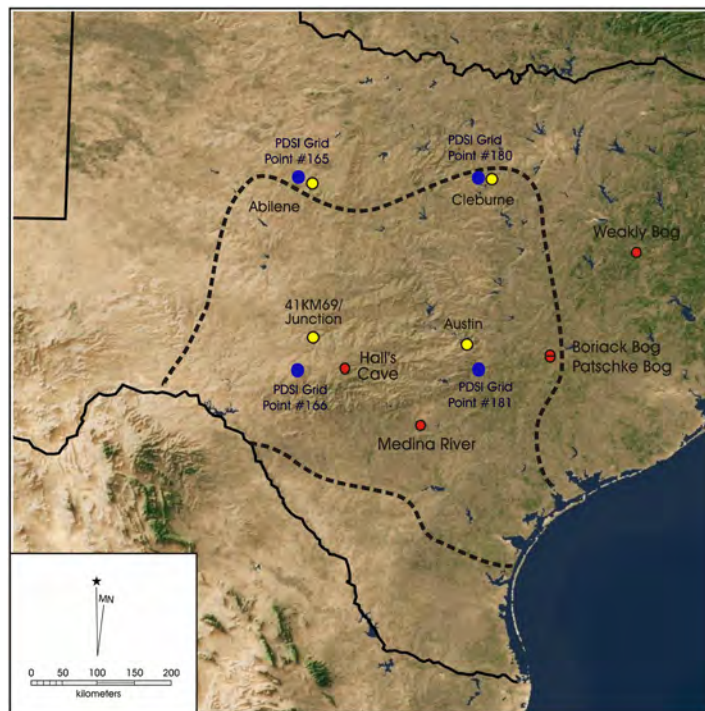 PDSI Grid
Point #165
Abilene
PDSI Grid
Point #180
Cleburne
Weakly Bog
41KM69/
Junction
Hall's
Cave
PDSI Grid
Point #166
Austin
PDSI Grid
Point #181
Boriack Bog
Patschke Bog
Medina River
MN
0 50 100 150 200
kilometers